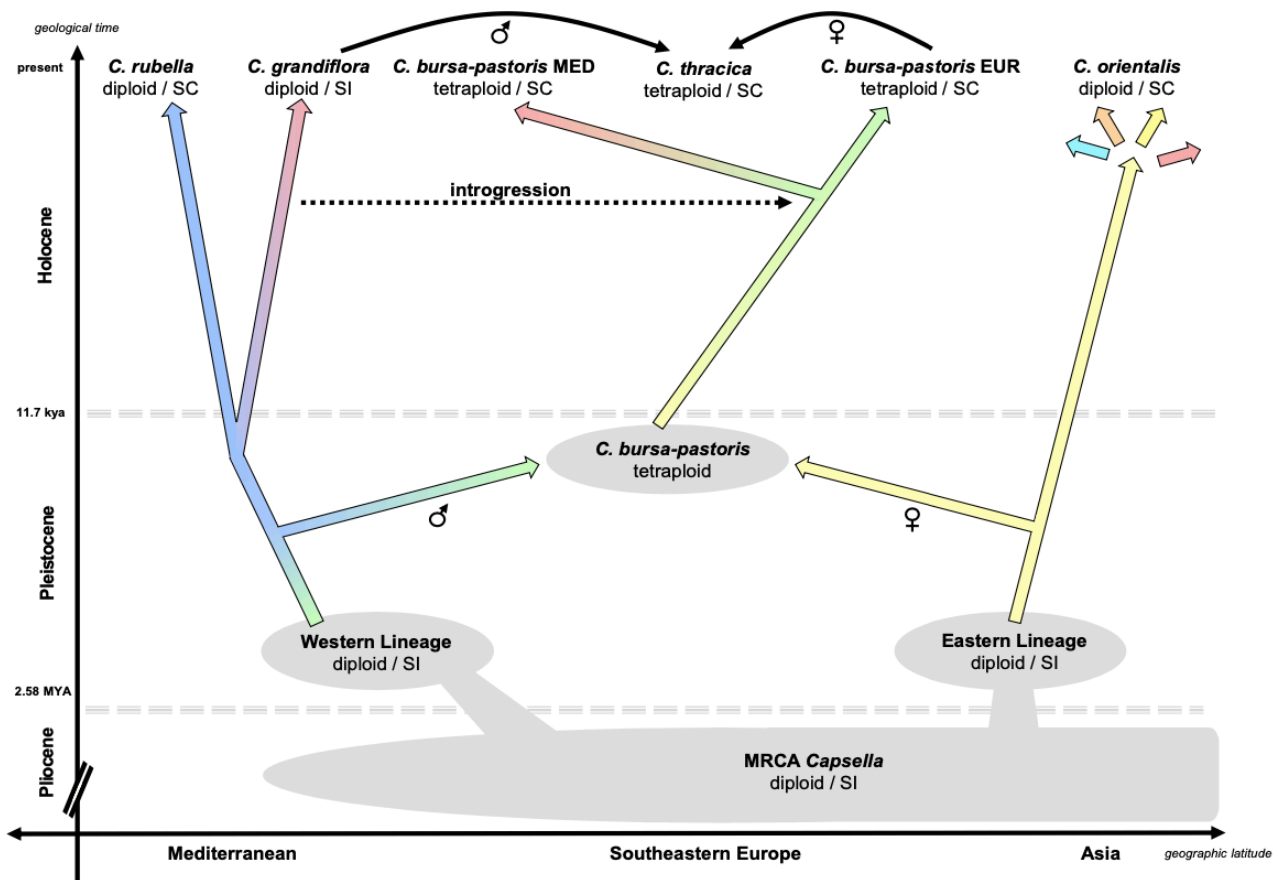 geological time
♂
♀
present
C. rubella
diploid / SC
C. grandiflora
diploid / SI
C. bursa-pastoris MED
tetraploid / SC
C. thracica
tetraploid / SC
C. bursa-pastoris EUR
tetraploid / SC
C. orientalis
diploid / SC
introgression
Holocene
11.7 kya
C. bursa-pastoris
tetraploid
♂
♀
Pleistocene
Western Lineage
diploid / SI
Eastern Lineage
diploid / SI
2.58 MYA
Pliocene
MRCA Capsella
diploid / SI
Mediterranean
Southeastern Europe
Asia
geographic latitude